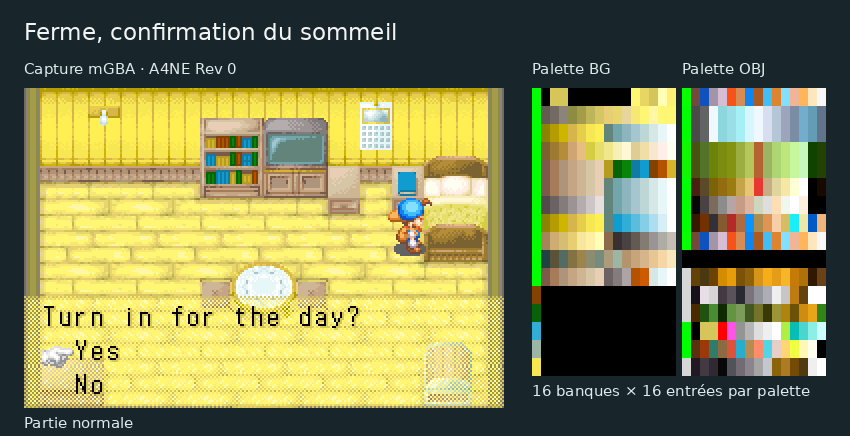 Ferme, confirmation du sommeil
Capture mGBA · A4NE Rev 0
Palette BG
Palette OBJ
Turn in for the day?
Yes
No
16 banques × 16 entrées par palette
Partie normale